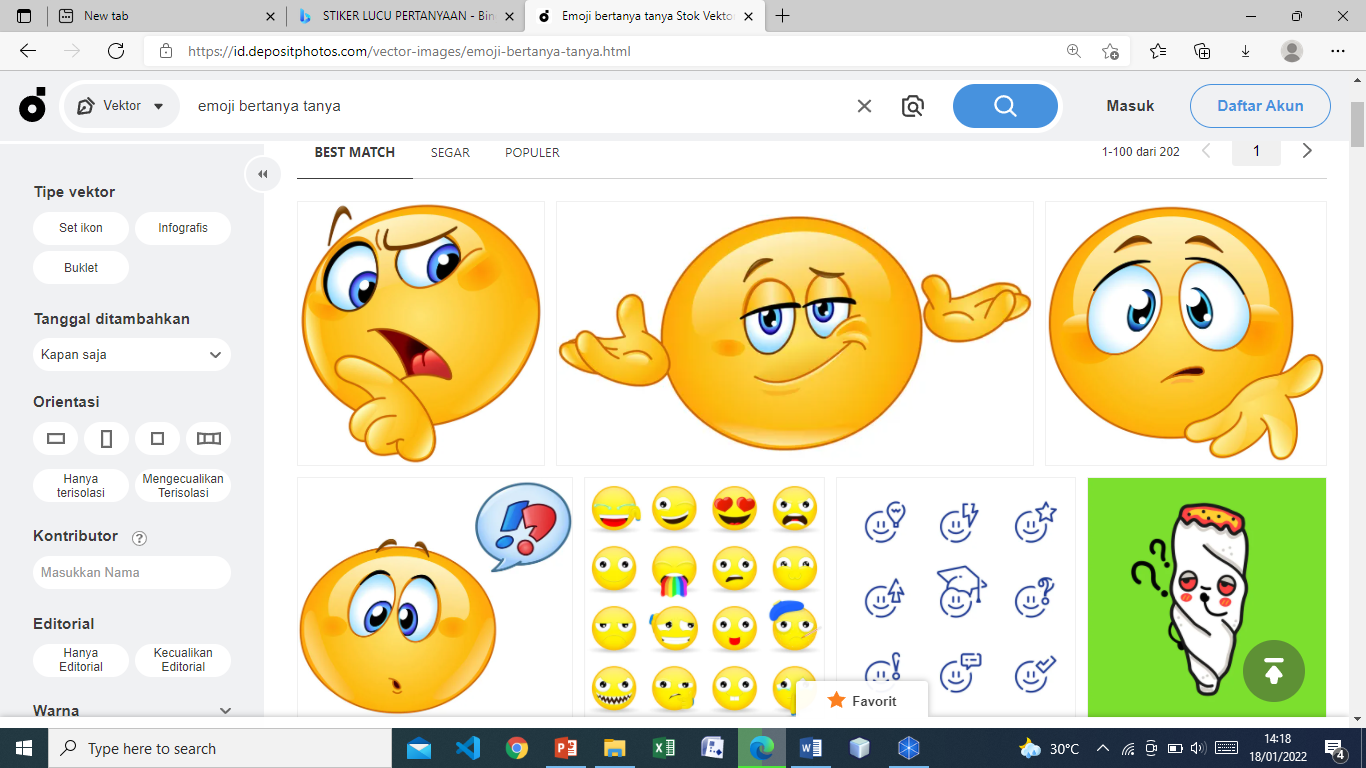 New tab
STIKER LUCU PERTANYAAN - Bin
Emoji bertanya tanya Stok Vekto
https://id.depositphotos.com/vector-images/emoji-bertanya-tanya.html
Vektor
emoji bertanya tanya
Masuk
Daftar Akun
BEST MATCH
SEGAR
POPULER
1-100 dari 202
1
Tipe vektor
Set ikon
Infografis
Buklet
Tanggal ditambahkan
Kapan saja
Orientasi
Hanya terisolasi
Mengecualikan Terisolasi
Kontributor
?
Masukkan Nama
Editorial
Hanya Editorial
Kecualikan Editorial
Warna
!?
???
Favorit
Type here to search
30°C
14:18
18/01/2022
4